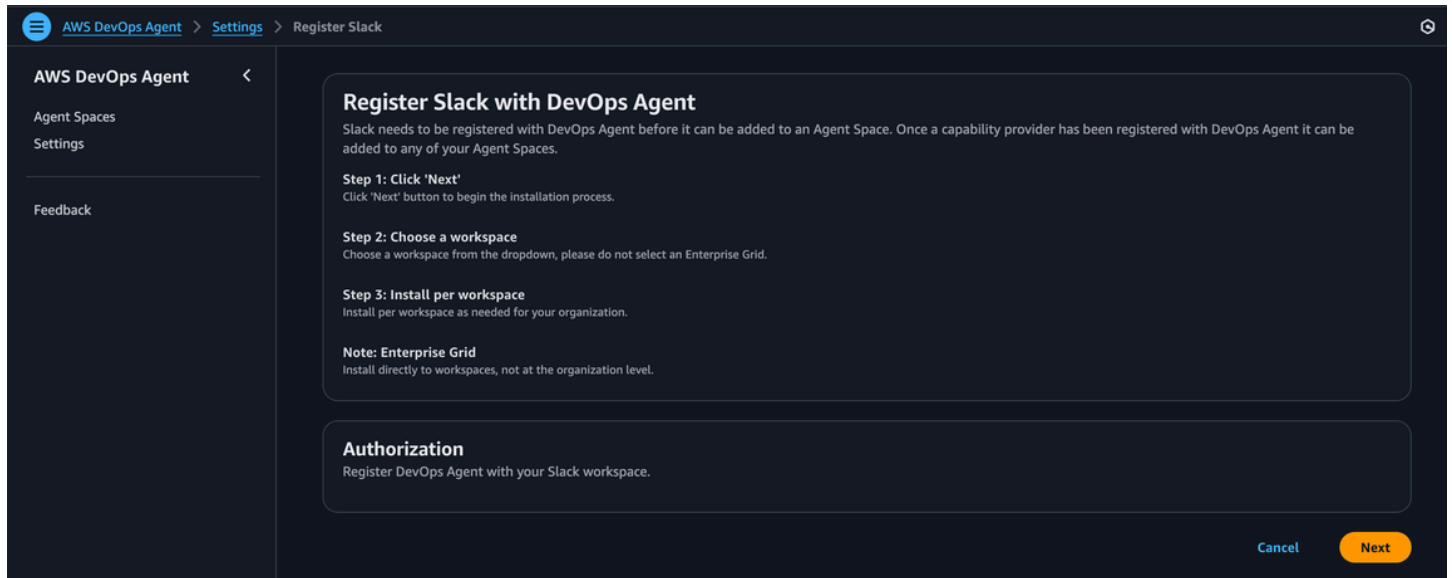 AWS DevOps Agent > Settings > Register Slack
AWS DevOps Agent
Agent Spaces
Settings
Feedback
Register Slack with DevOps Agent
Slack needs to be registered with DevOps Agent before it can be added to an Agent Space. Once a capability provider has been registered with DevOps Agent it can be
added to any of your Agent Spaces.
Step 1: Click 'Next'
Click 'Next' button to begin the installation process.
Step 2: Choose a workspace
Choose a workspace from the dropdown, please do not select an Enterprise Grid.
Step 3: Install per workspace
Install per workspace as needed for your organization.
Note: Enterprise Grid
Install directly to workspaces, not at the organization level.
Authorization
Register DevOps Agent with your Slack workspace.
Cancel
Next